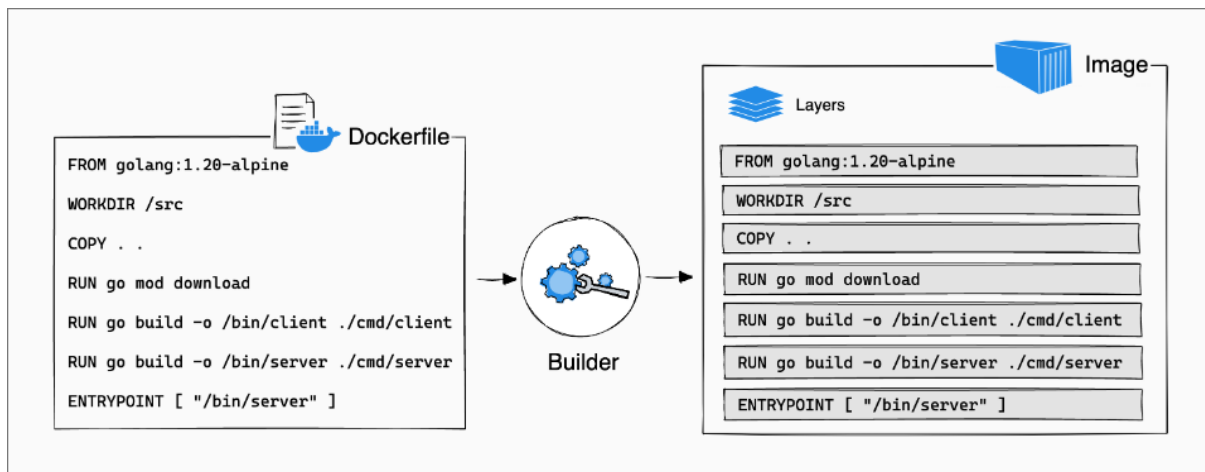 Dockerfile
FROM golang:1.20-alpine
WORKDIR /src
COPY . .
RUN go mod download
RUN go build -o /bin/client ./cmd/client
RUN go build -o /bin/server ./cmd/server
ENTRYPOINT [ "/bin/server" ]
Builder
Image
Layers
FROM golang:1.20-alpine
WORKDIR /src
COPY . .
RUN go mod download
RUN go build -o /bin/client ./cmd/client
RUN go build -o /bin/server ./cmd/server
ENTRYPOINT [ "/bin/server" ]